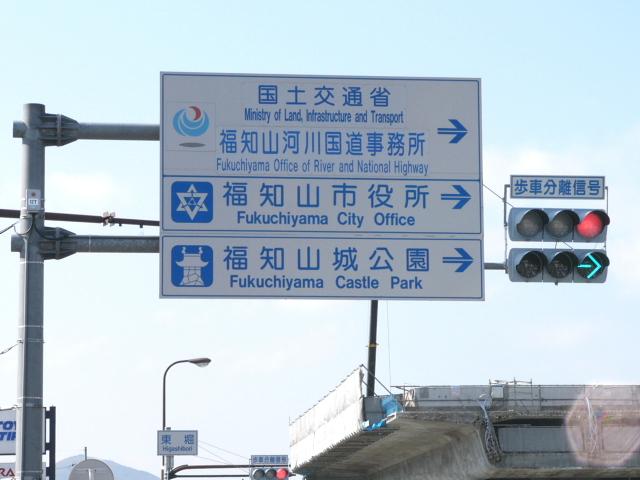 国土交通省
Ministry of Land, Infrastructure and Transport
福知山河川国道事務所
Fukuchiyama Office of River and National Highway
福知山市役所
Fukuchiyama City Office
福知山城公園
Fukuchiyama Castle Park
歩車分離信号
東堀
Higashibori
歩車分離信号
TOYO
TIR
RA